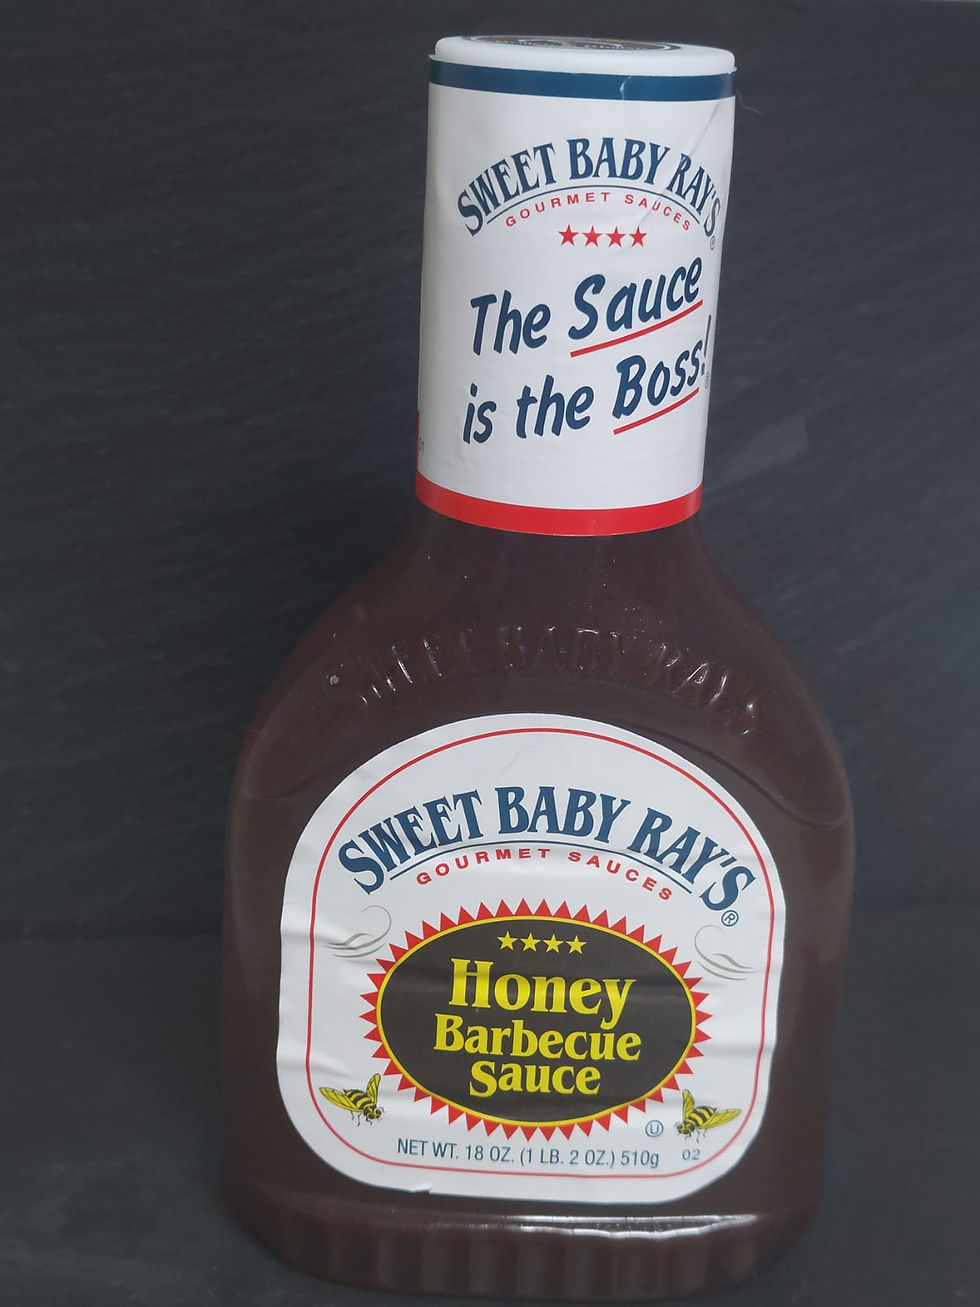 SWEET BABY RAY'S®
GOURMET SAUCES
The Sauce
is the Boss!
SWEET BABY RAY'S
SWEET BABY RAY'S®
GOURMET SAUCES
Honey
Barbecue
Sauce
U
NET WT. 18 OZ. (1 LB. 2 OZ.) 510g 02